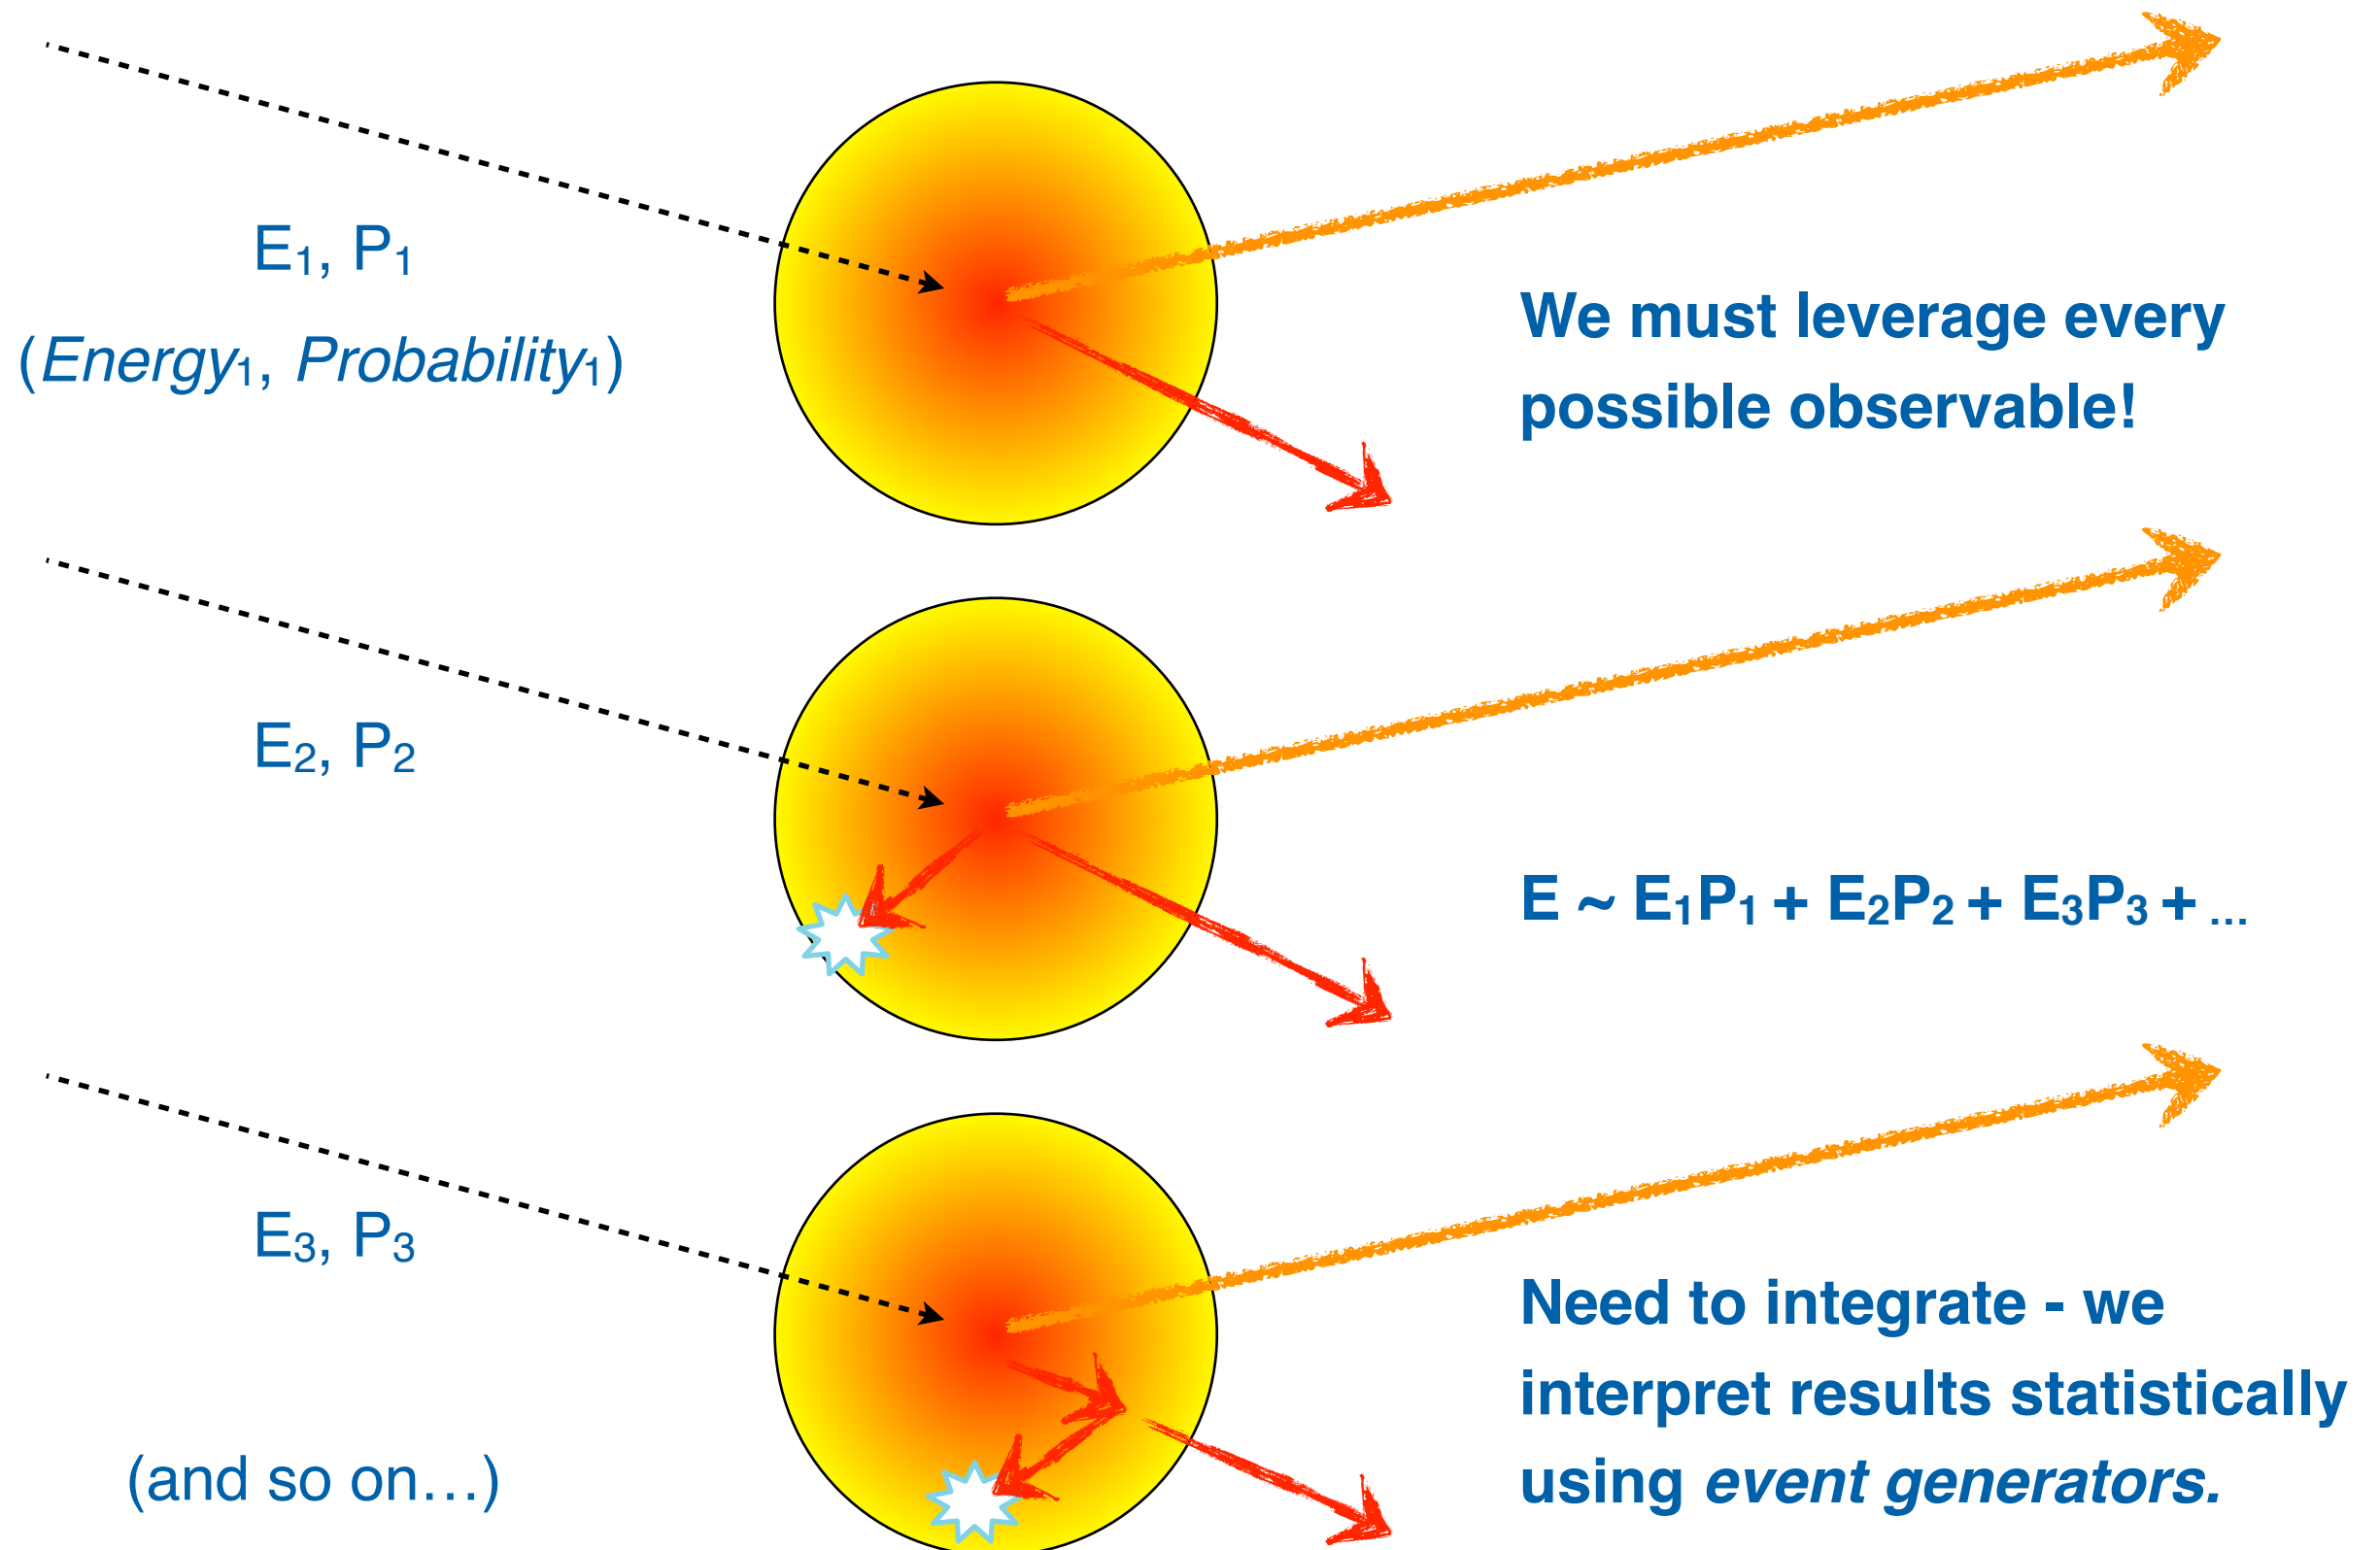 E₁, P₁
(Energy₁, Probability₁)
We must leverage every
possible observable!
E₂, P₂
E ~ E₁P₁ + E₂P₂ + E₃P₃ + ...
E₃, P₃
(and so on…)
Need to integrate - we
interpret results statistically
using event generators.